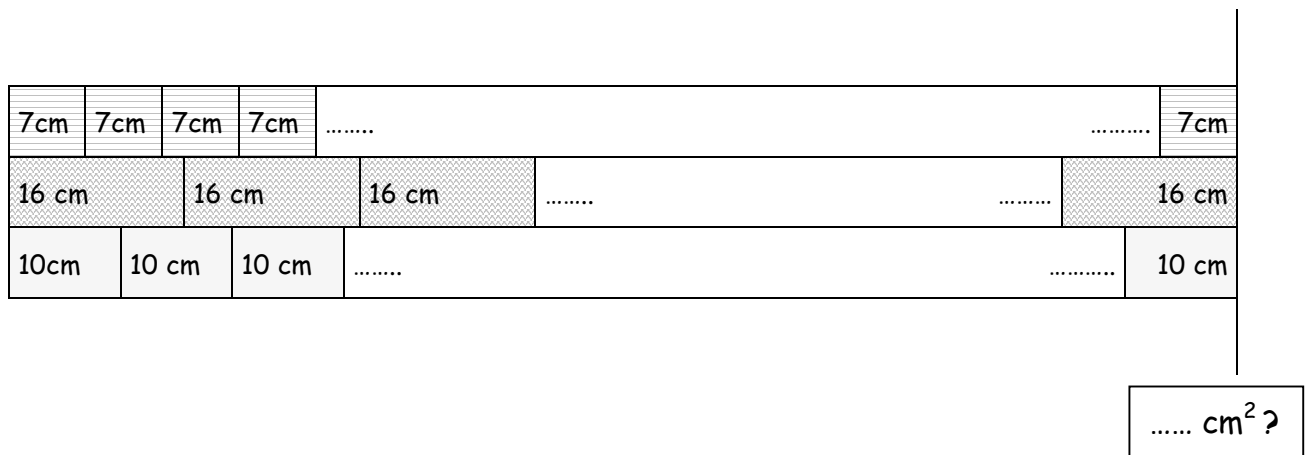 7cm 7cm 7cm 7cm …….. ………. 7cm
16 cm 16 cm 16 cm …….. ……… 16 cm
10cm 10 cm 10 cm …….. ……….. 10 cm
…… cm² ?